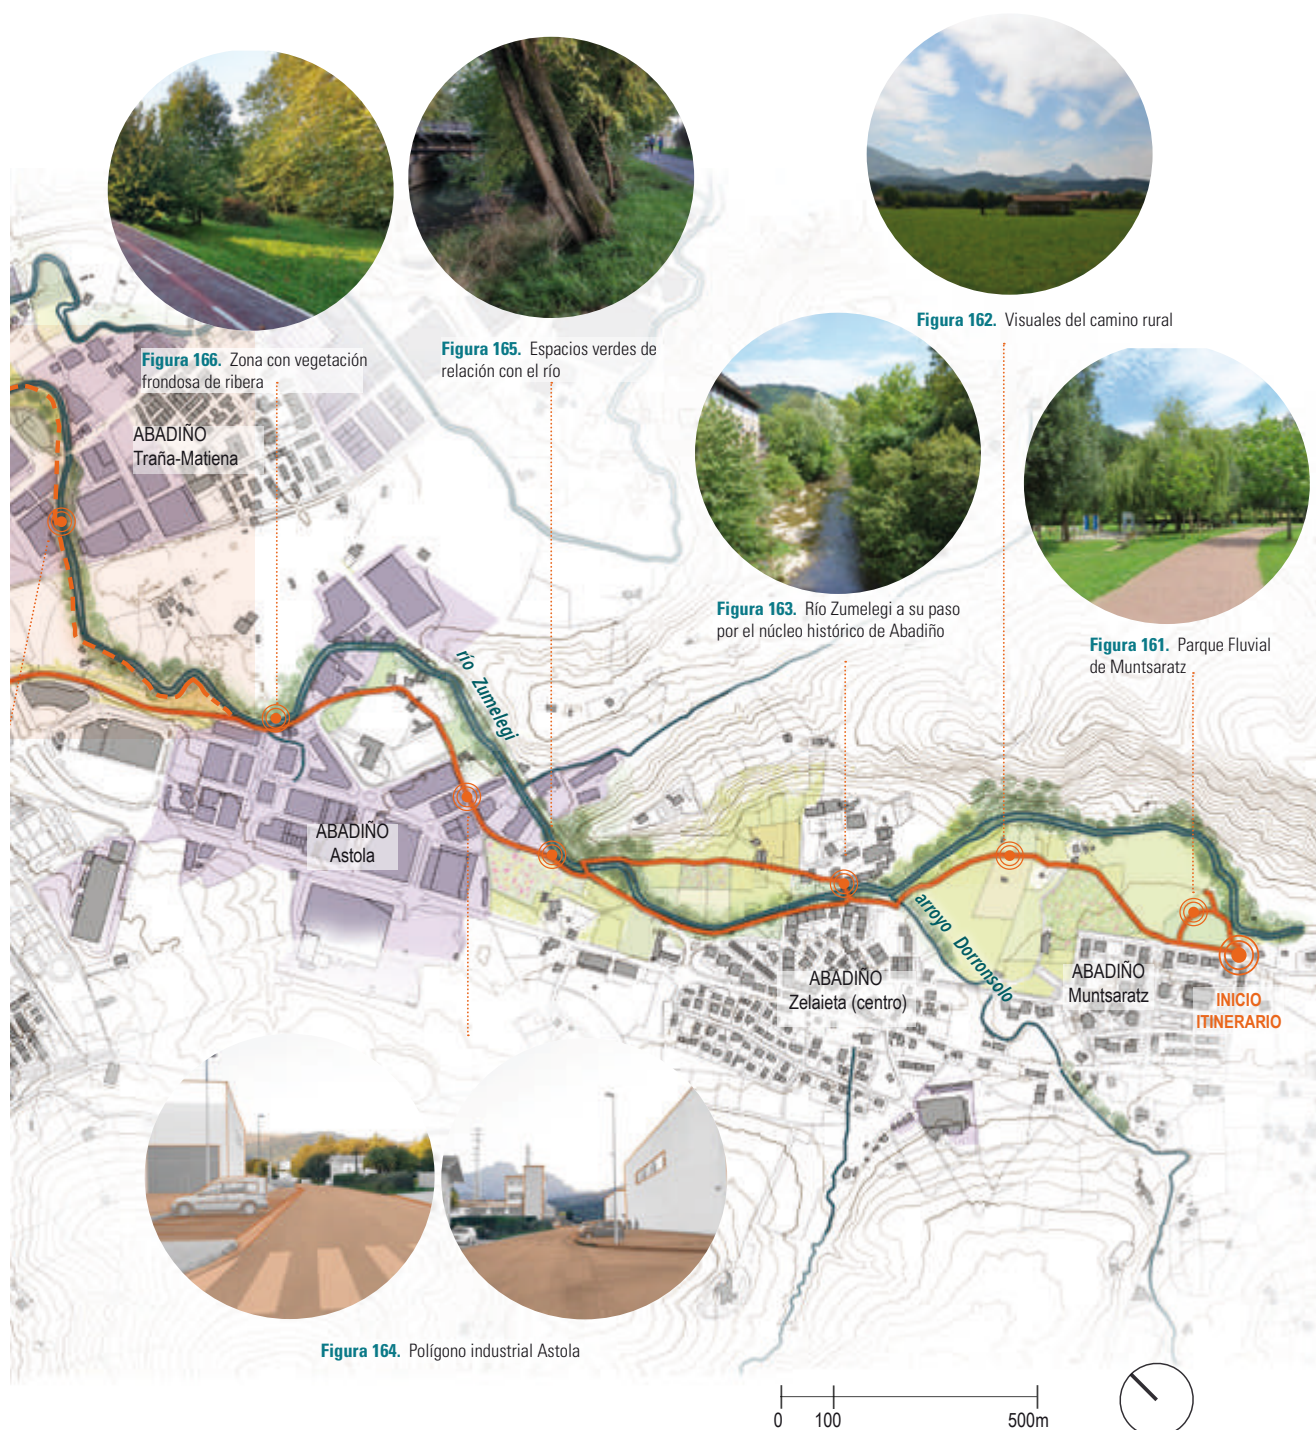 Figura 162. Visuales del camino rural
Figura 166. Zona con vegetación
frondosa de ribera
Figura 165. Espacios verdes de
relación con el río
ABADIÑO
Traña-Matiena
Figura 163. Río Zumelegi a su paso
por el núcleo histórico de Abadiño
Figura 161. Parque Fluvial
de Muntsaratz
río Zumelegi
ABADIÑO
Astola
arroyo Dorronsolo
ABADIÑO
Zelaieta (centro)
ABADIÑO
Muntsaratz
INICIO
ITINERARIO
Figura 164. Polígono industrial Astola
0 100 500m